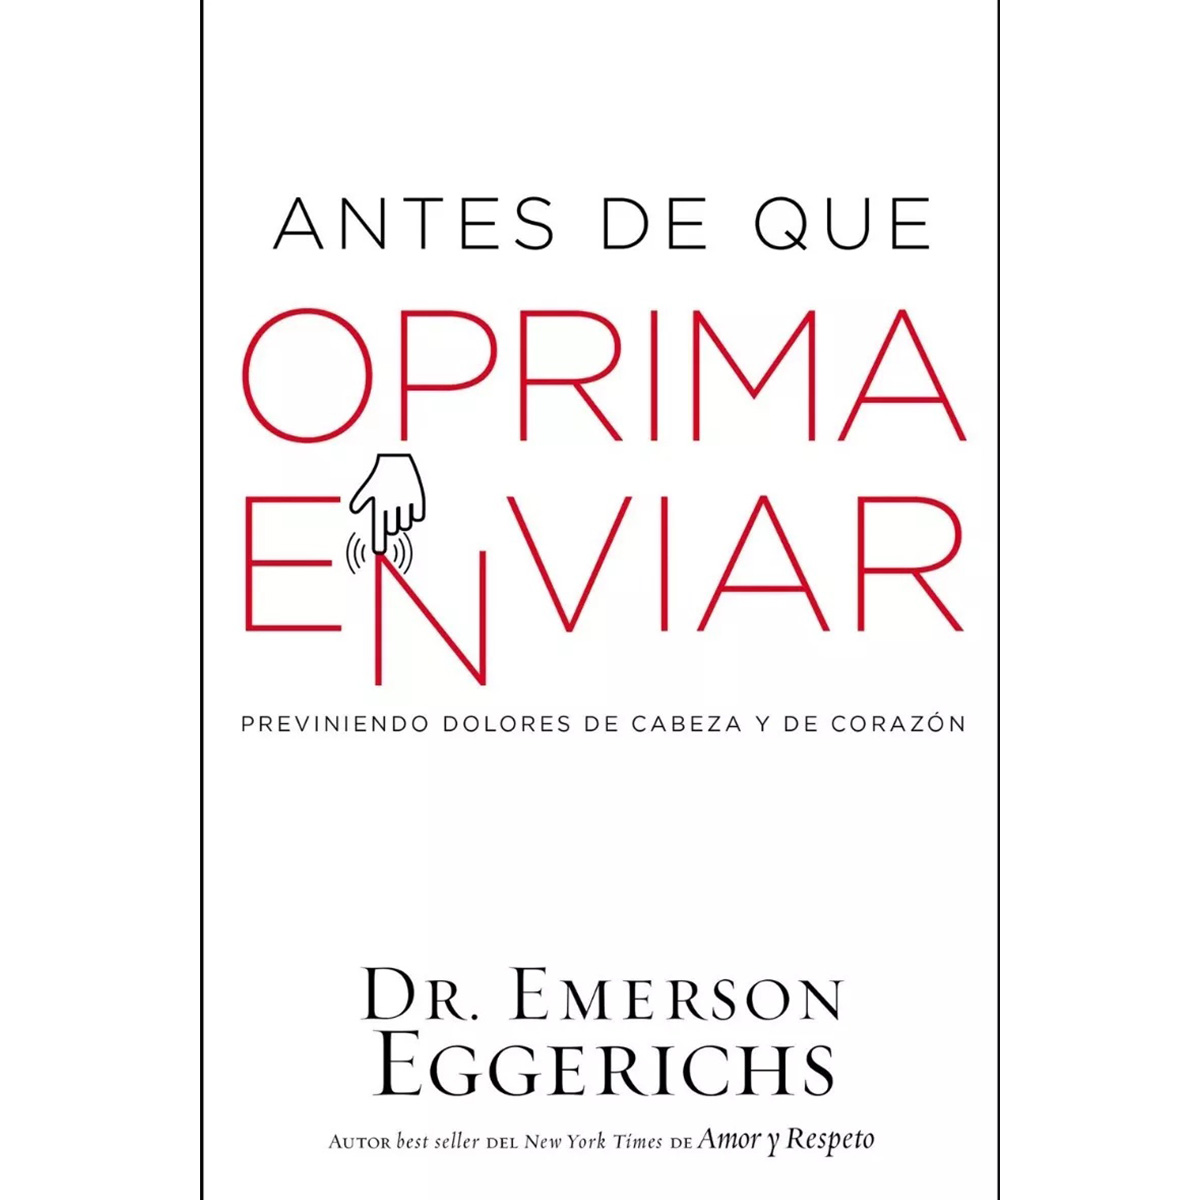 ANTES DE QUE
OPRIMA
ENVIAR
PREVINIENDO DOLORES DE CABEZA Y DE CORAZÓN
DR. EMERSON
EGGERICHS
AUTOR best seller DEL New York Times DE Amor y Respeto